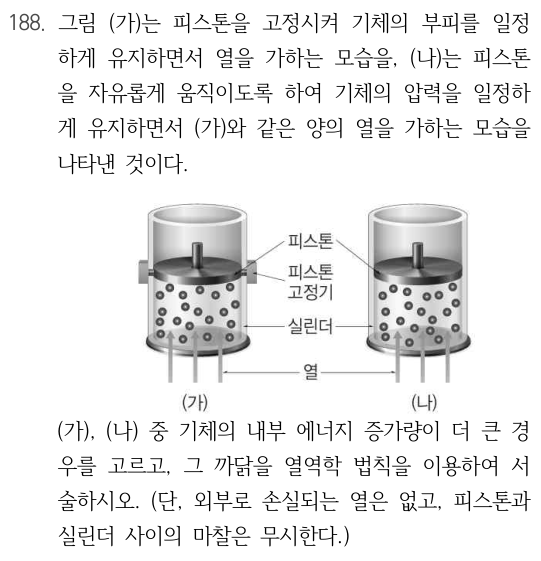 188. 그림 (가)는 피스톤을 고정시켜 기체의 부피를 일정
하게 유지하면서 열을 가하는 모습을, (나)는 피스톤
을 자유롭게 움직이도록 하여 기체의 압력을 일정하
게 유지하면서 (가)와 같은 양의 열을 가하는 모습을
나타낸 것이다.
피스톤
피스톤
고정기
실린더
열
(가)
(나)
(가), (나) 중 기체의 내부 에너지 증가량이 더 큰 경
우를 고르고, 그 까닭을 열역학 법칙을 이용하여 서
술하시오. (단, 외부로 손실되는 열은 없고, 피스톤과
실린더 사이의 마찰은 무시한다.)